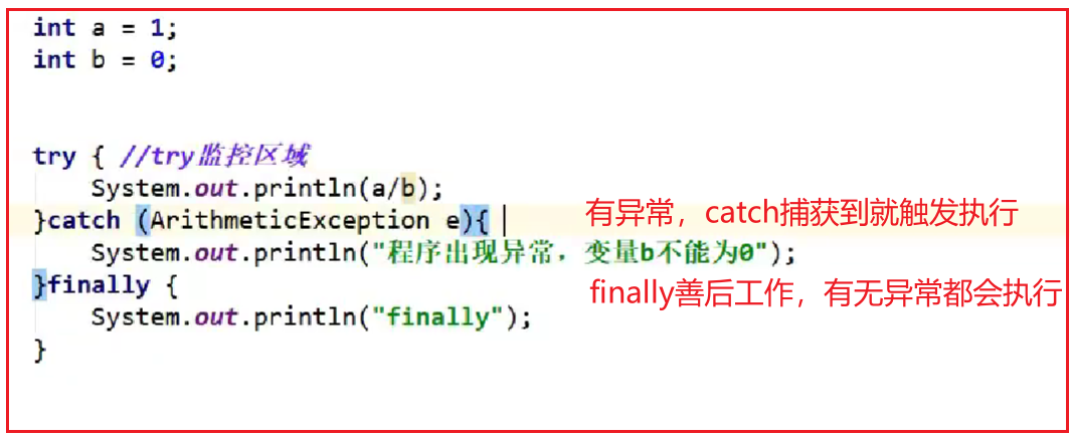 int a = 1;
int b = 0;
try { //try监控区域
System.out.println(a/b);
}catch (ArithmeticException e){ 有异常，catch捕获到就触发执行
System.out.println("程序出现异常，变量b不能为0");
}finally { finally善后工作，有无异常都会执行
System.out.println("finally");
}